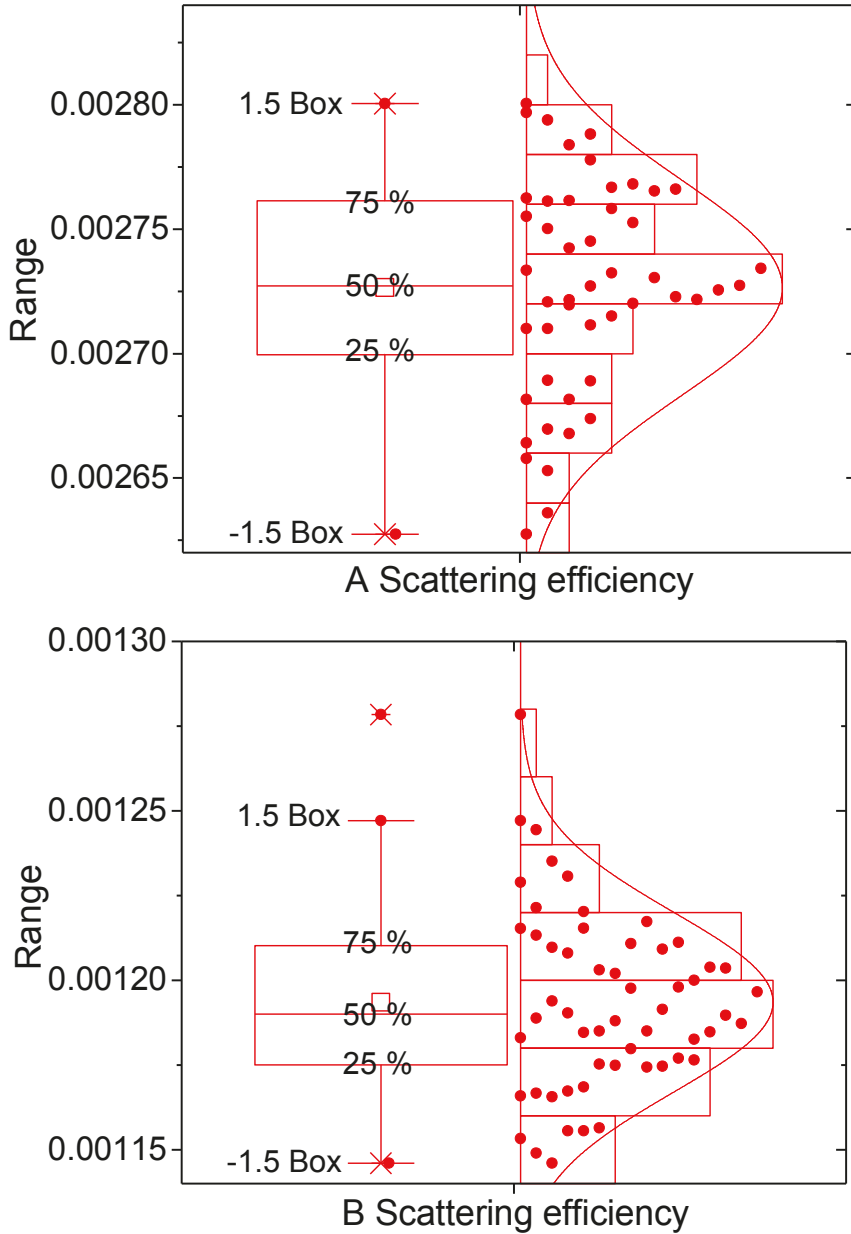 0.00280
1.5 Box
0.00275
75 %
50 %
Range
0.00270
25 %
0.00265
-1.5 Box
A Scattering efficiency
0.00130
0.00125
1.5 Box
0.00120
75 %
Range
50 %
25 %
0.00115
-1.5 Box
B Scattering efficiency